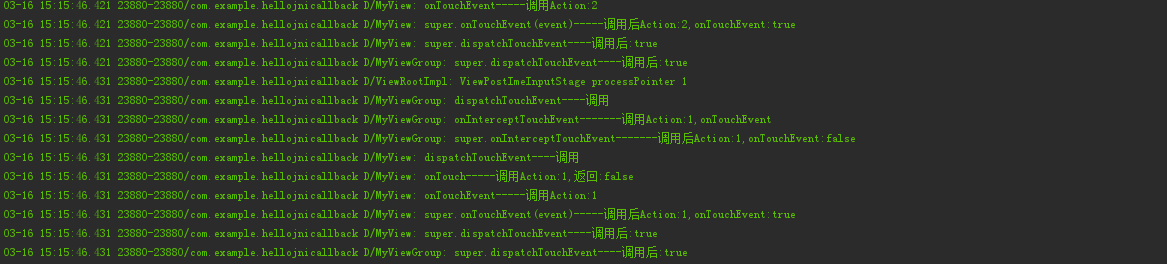 03-16 15:15:46.421 23880-23880/com.example.hellojnicallback D/MyView: onTouchEvent-----调用Action:2
03-16 15:15:46.421 23880-23880/com.example.hellojnicallback D/MyView: super.onTouchEvent(event)-----调用后Action:2,onTouchEvent:true
03-16 15:15:46.421 23880-23880/com.example.hellojnicallback D/MyView: super.dispatchTouchEvent----调用后:true
03-16 15:15:46.421 23880-23880/com.example.hellojnicallback D/MyViewGroup: super.dispatchTouchEvent----调用后:true
03-16 15:15:46.431 23880-23880/com.example.hellojnicallback D/ViewRootImpl: ViewPostImeInputStage processPointer 1
03-16 15:15:46.431 23880-23880/com.example.hellojnicallback D/MyViewGroup: dispatchTouchEvent----调用
03-16 15:15:46.431 23880-23880/com.example.hellojnicallback D/MyViewGroup: onInterceptTouchEvent-------调用Action:1,onTouchEvent
03-16 15:15:46.431 23880-23880/com.example.hellojnicallback D/MyViewGroup: super.onInterceptTouchEvent-------调用后Action:1,onTouchEvent:false
03-16 15:15:46.431 23880-23880/com.example.hellojnicallback D/MyView: dispatchTouchEvent----调用
03-16 15:15:46.431 23880-23880/com.example.hellojnicallback D/MyView: onTouch-----调用Action:1,返回:false
03-16 15:15:46.431 23880-23880/com.example.hellojnicallback D/MyView: onTouchEvent-----调用Action:1
03-16 15:15:46.431 23880-23880/com.example.hellojnicallback D/MyView: super.onTouchEvent(event)-----调用后Action:1,onTouchEvent:true
03-16 15:15:46.431 23880-23880/com.example.hellojnicallback D/MyView: super.dispatchTouchEvent----调用后:true
03-16 15:15:46.431 23880-23880/com.example.hellojnicallback D/MyViewGroup: super.dispatchTouchEvent----调用后:true